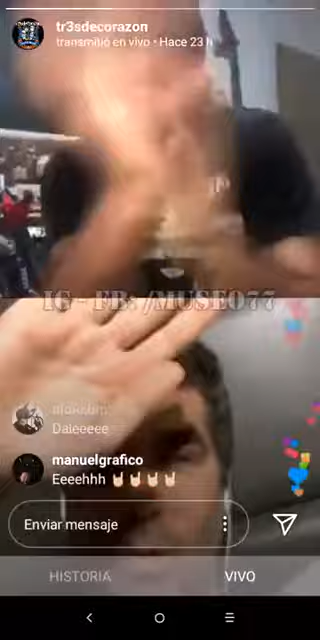 tr3sdecorazon
transmitió en vivo • Hace 23 h
IG - FB: /MUSEO77
Daleeeee
manuelgrafico
Eeeehhh 🤘🏻🤘🏻🤘🏻🤘🏻
Enviar mensaje
HISTORIA
VIVO